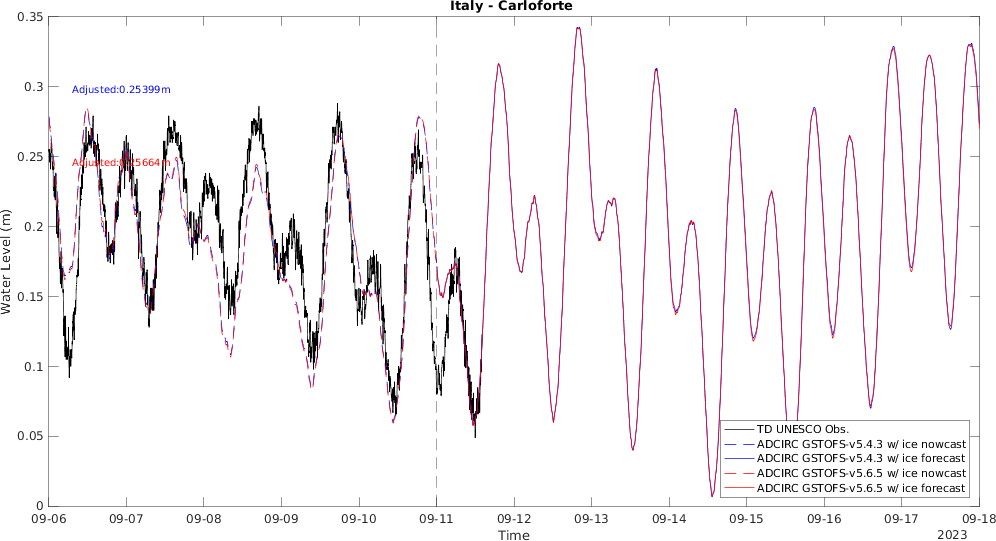 Italy - Carloforte
0.35
0.3
0.25
0.2
0.15
0.1
0.05
0
Water Level (m)
Adjusted:0.25399m
Adjusted:0.25664m
TD UNESCO Obs.
ADCIRC GSTOFS-v5.4.3 w/ ice nowcast
ADCIRC GSTOFS-v5.4.3 w/ ice forecast
ADCIRC GSTOFS-v5.6.5 w/ ice nowcast
ADCIRC GSTOFS-v5.6.5 w/ ice forecast
09-06 09-07 09-08 09-09 09-10 09-11 09-12 09-13 09-14 09-15 09-16 09-17 09-18
Time
2023